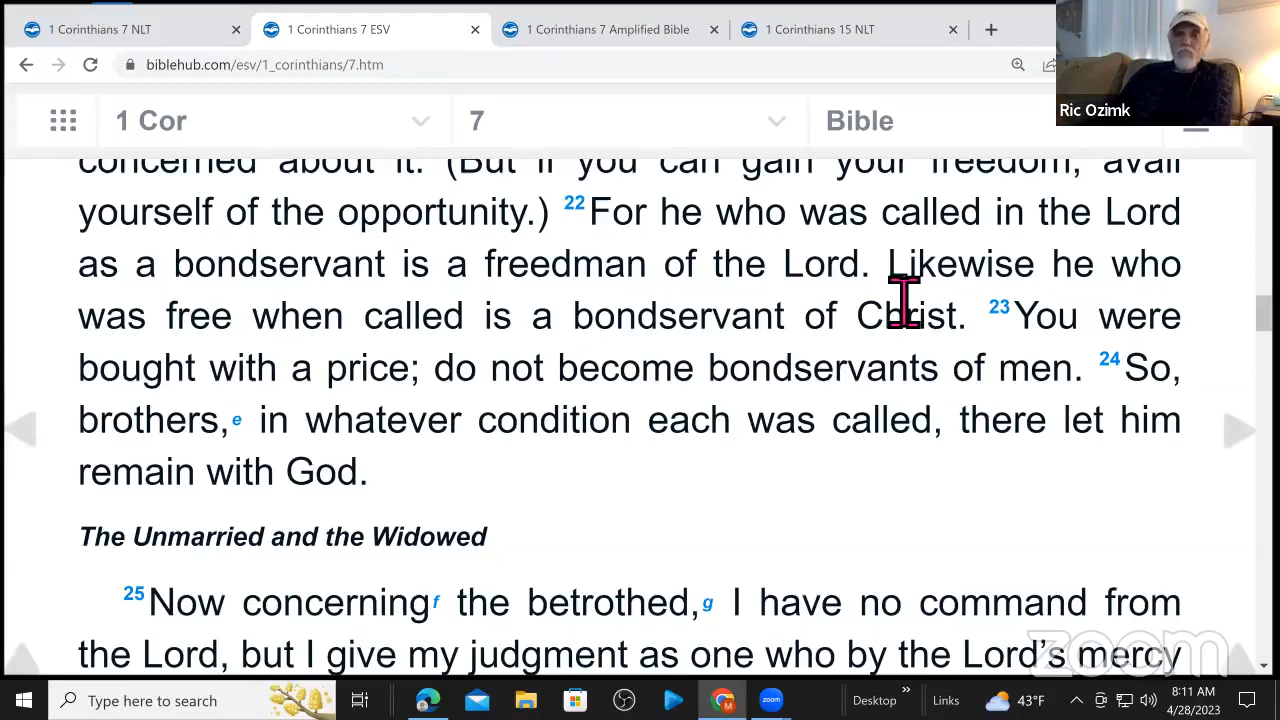 1 Corinthians 7 NLT
1 Corinthians 7 ESV
1 Corinthians 7 Amplified Bible
1 Corinthians 15 NLT
biblehub.com/esv/1_corinthians/7.htm
Ric Ozimk
1 Cor
7
Bible
concerned about it. (But if you can gain your freedom, avail
yourself of the opportunity.) 22 For he who was called in the Lord
as a bondservant is a freedman of the Lord. Likewise he who
was free when called is a bondservant of Christ. 23 You were
bought with a price; do not become bondservants of men. 24 So,
brothers, e in whatever condition each was called, there let him
remain with God.
The Unmarried and the Widowed
25 Now concerning f the betrothed, g I have no command from
the Lord, but I give my judgment as one who by the Lord's mercy
zoom
Type here to search
zoom
Desktop
Links
43°F
8:11 AM
4/28/2023